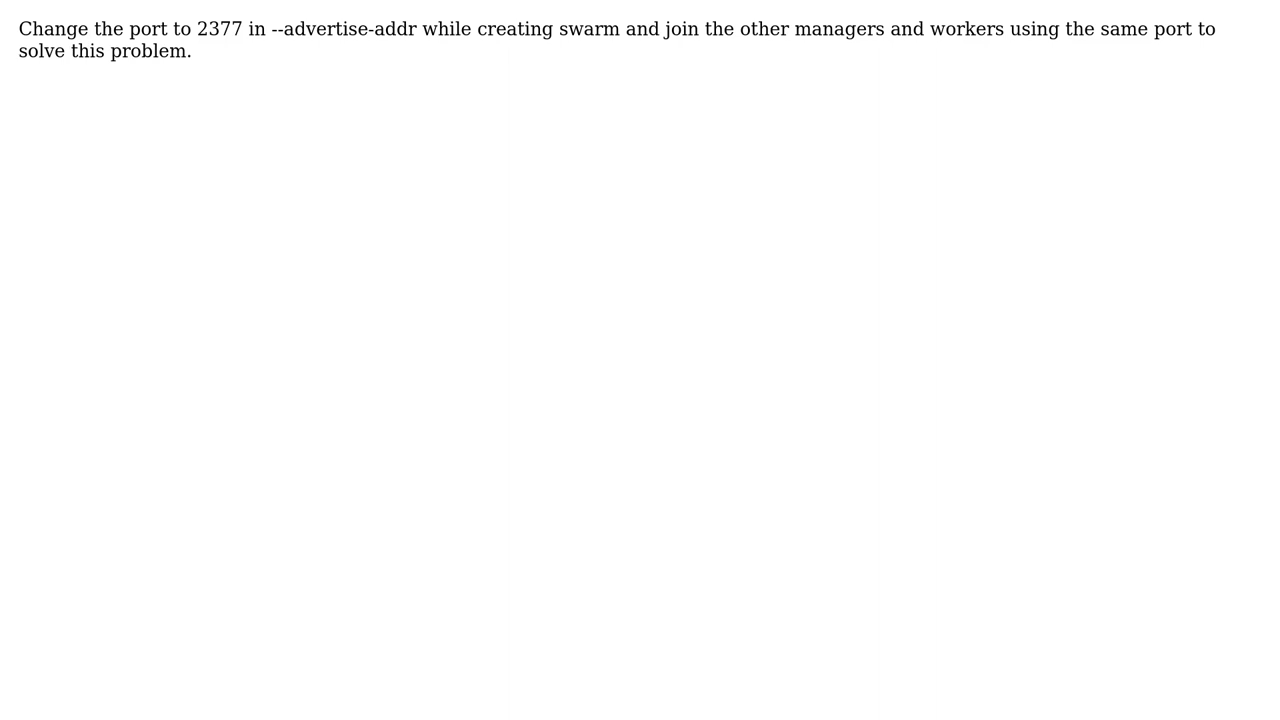 Change the port to 2377 in --advertise-addr while creating swarm and join the other managers and workers using the same port to
solve this problem.